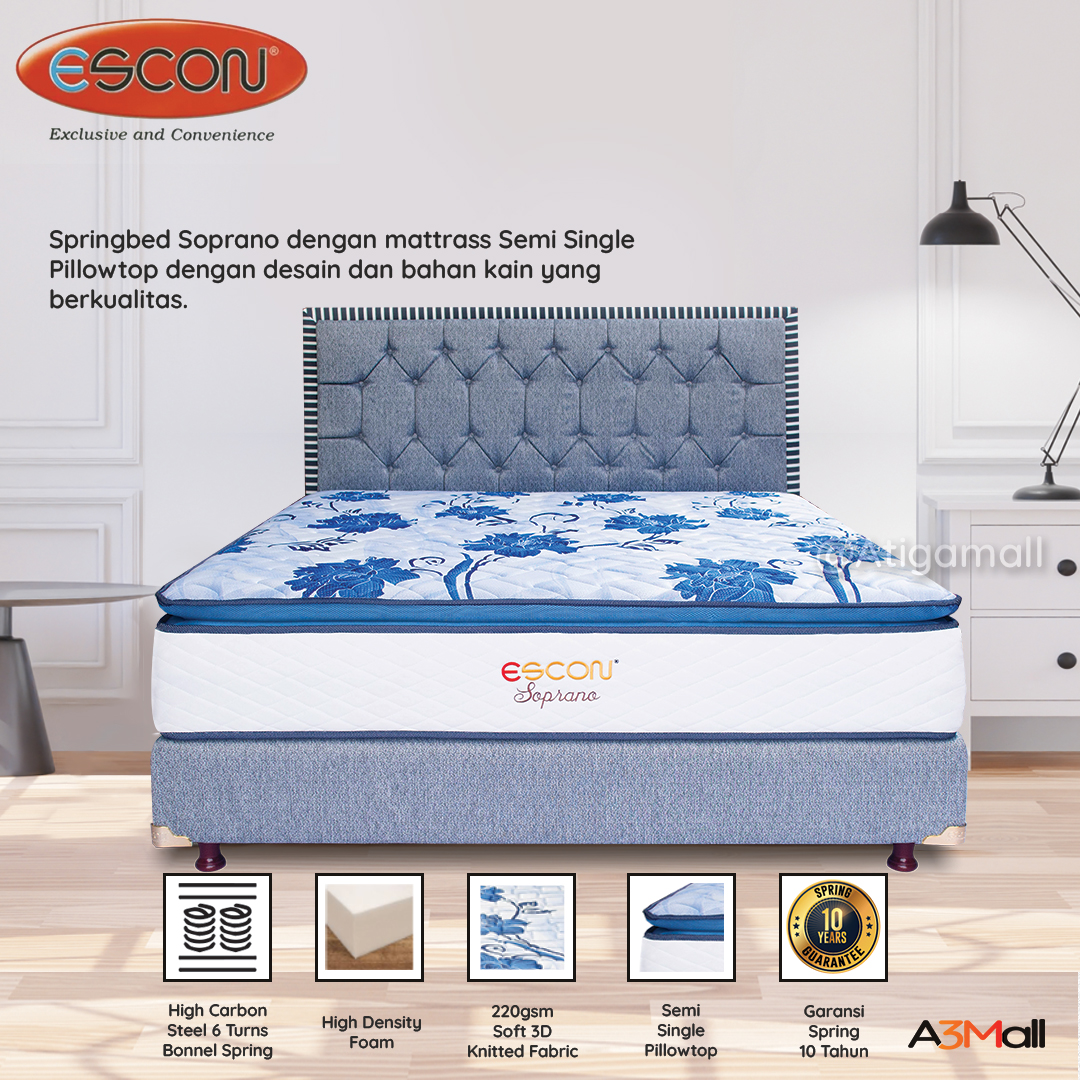 ESCON®
Exclusive and Convenience
Springbed Soprano dengan mattrass Semi Single
Pillowtop dengan desain dan bahan kain yang
berkualitas.
@Atigamall
ESCON®
Soprano
SPRING
10
YEARS
GUARANTEE
High Carbon
Steel 6 Turns
Bonnel Spring
High Density
Foam
220gsm
Soft 3D
Knitted Fabric
Semi
Single
Pillowtop
Garansi
Spring
10 Tahun
A3Mall